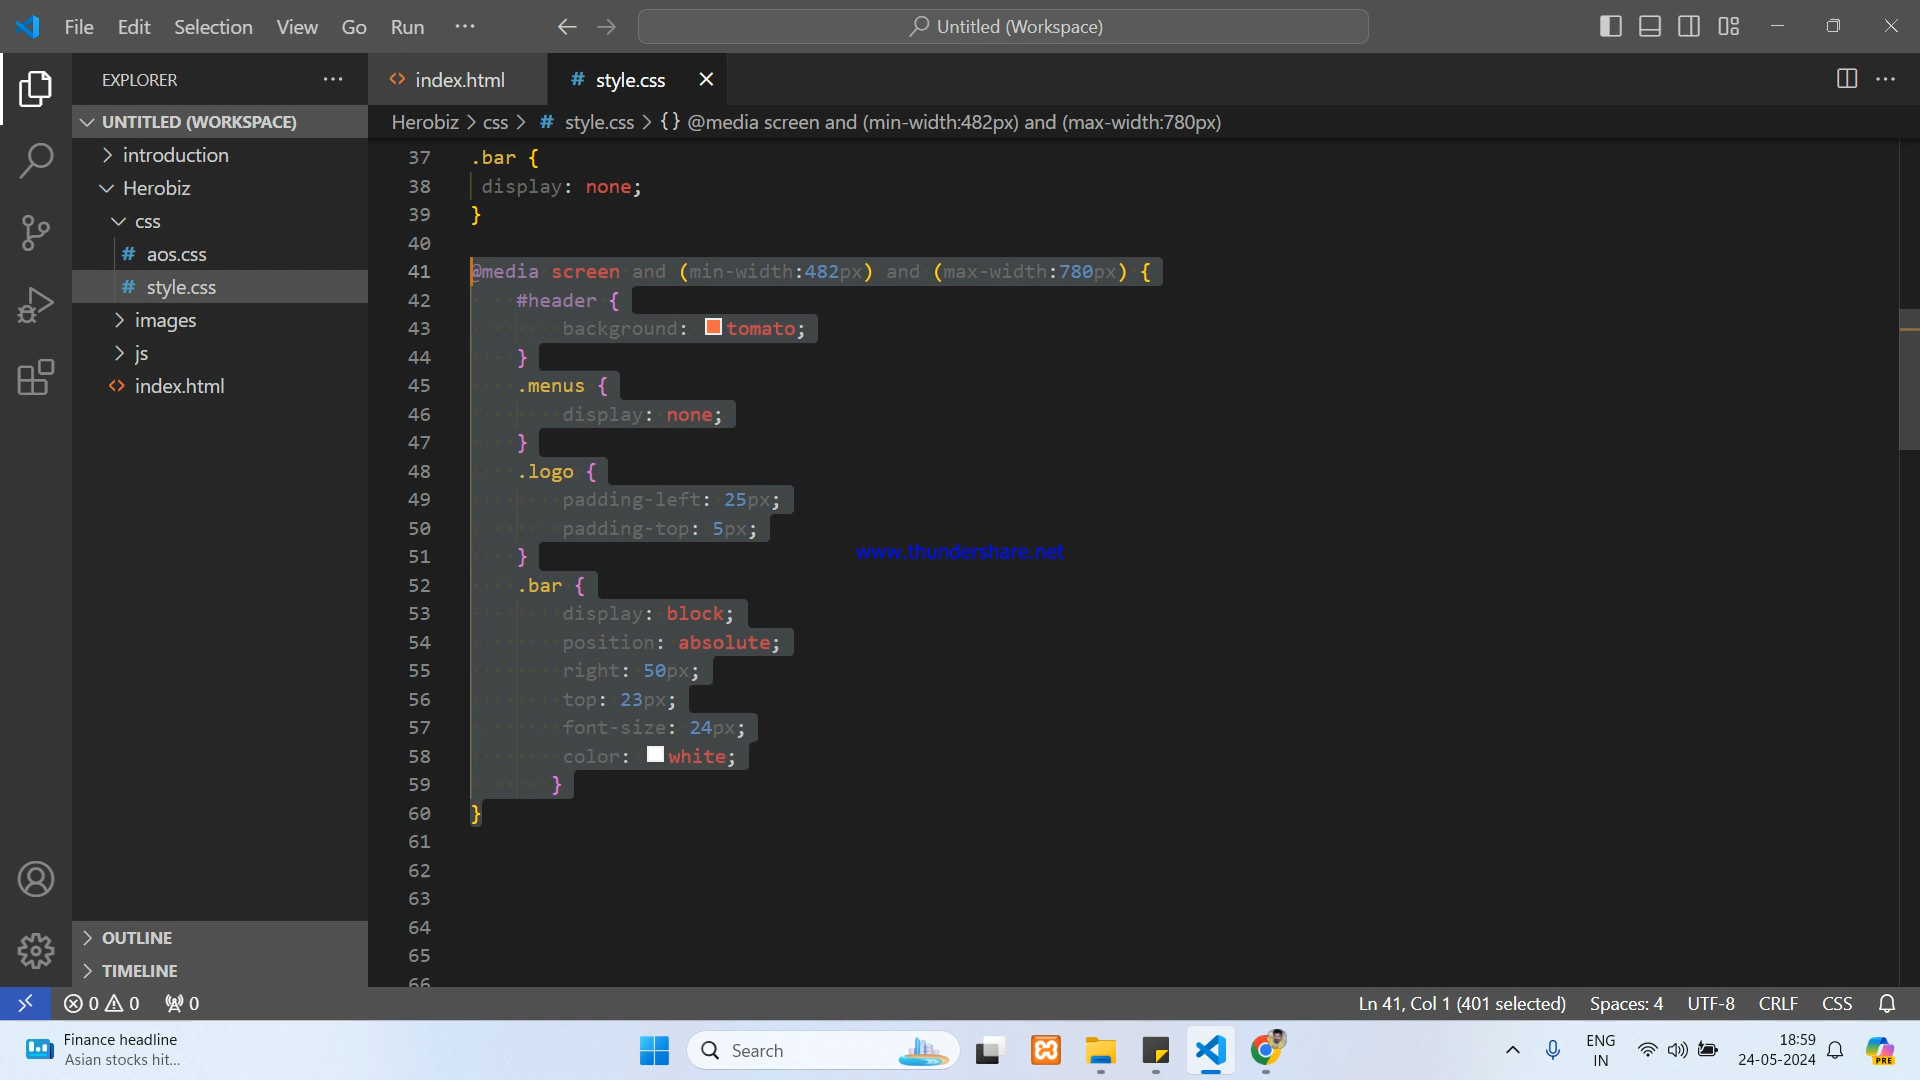 File Edit Selection View Go Run ··· Untitled (Workspace)
EXPLORER ··· index.html # style.css
UNTITLED (WORKSPACE)
Herobiz > css > # style.css > {} @media screen and (min-width:482px) and (max-width:780px)
introduction
Herobiz
css
# aos.css
# style.css
images
js
index.html
37 .bar {
38 display: none;
39 }
40
41 @media screen and (min-width:482px) and (max-width:780px) {
42 #header {
43 background: tomato;
44 }
45 .menus {
46 display: none;
47 }
48 .logo {
49 padding-left: 25px;
50 padding-top: 5px;
51 }
52 .bar {
53 display: block;
54 position: absolute;
55 right: 50px;
56 top: 23px;
57 font-size: 24px;
58 color: white;
59 }
60 }
61
62
63
64
65
66
www.thundershare.net
OUTLINE
TIMELINE
0 0 0 Ln 41, Col 1 (401 selected) Spaces: 4 UTF-8 CRLF CSS
Finance headline
Asian stocks hit...
Search
ENG
IN
18:59
24-05-2024
PRE